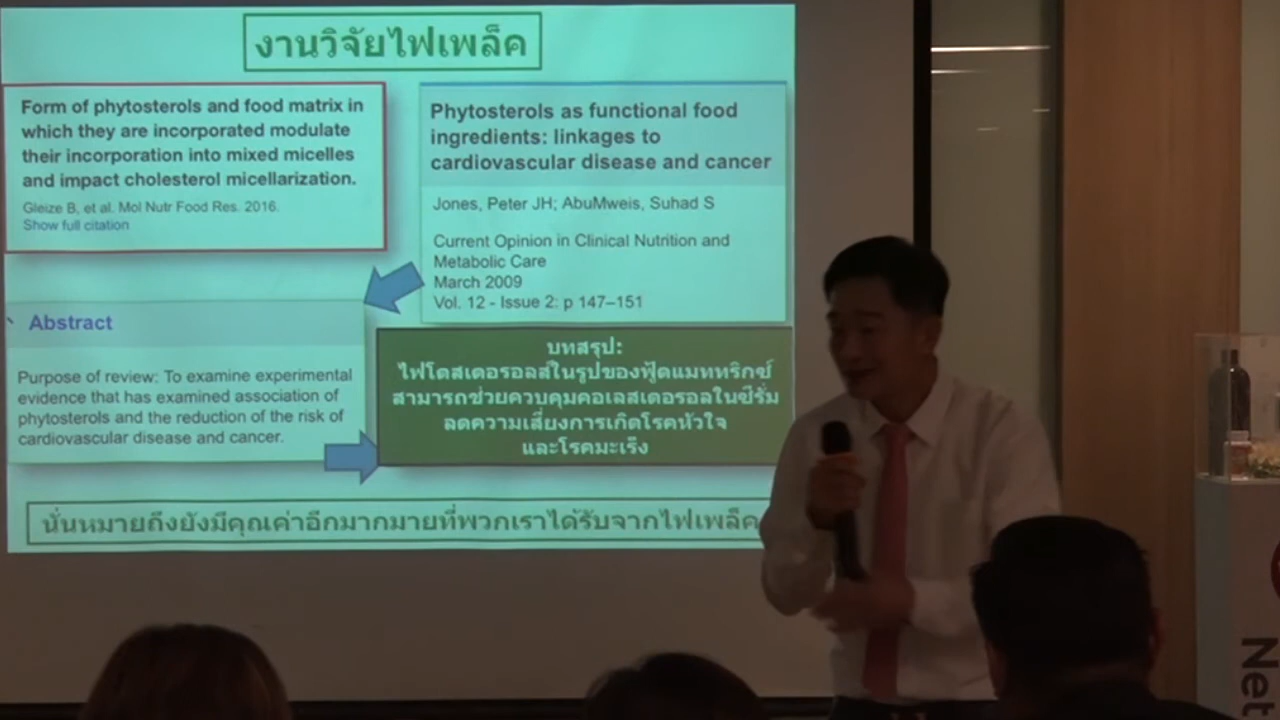 งานวิจัยไฟเพล็ค
Form of phytosterols and food matrix in
which they are incorporated modulate
their incorporation into mixed micelles
and impact cholesterol micellarization.
Gleize B, et al. Mol Nutr Food Res. 2016.
Show full citation
Phytosterols as functional food
ingredients: linkages to
cardiovascular disease and cancer
Jones, Peter JH; AbuMweis, Suhad S
Current Opinion in Clinical Nutrition and
Metabolic Care
March 2009
Vol. 12 - Issue 2: p 147–151
Abstract
Purpose of review: To examine experimental
evidence that has examined association of
phytosterols and the reduction of the risk of
cardiovascular disease and cancer.
บทสรุป:
ไฟโตสเตอรอลส์ในรูปของฟู้ดแมททริกซ์
สามารถช่วยควบคุมคอเลสเตอรอลในซีรั่ม
ลดความเสี่ยงการเกิดโรคหัวใจ
และโรคมะเร็ง
นั่นหมายถึงยังมีคุณค่าอีกมากมายที่พวกเราได้รับจากไฟเพล็ค
Net